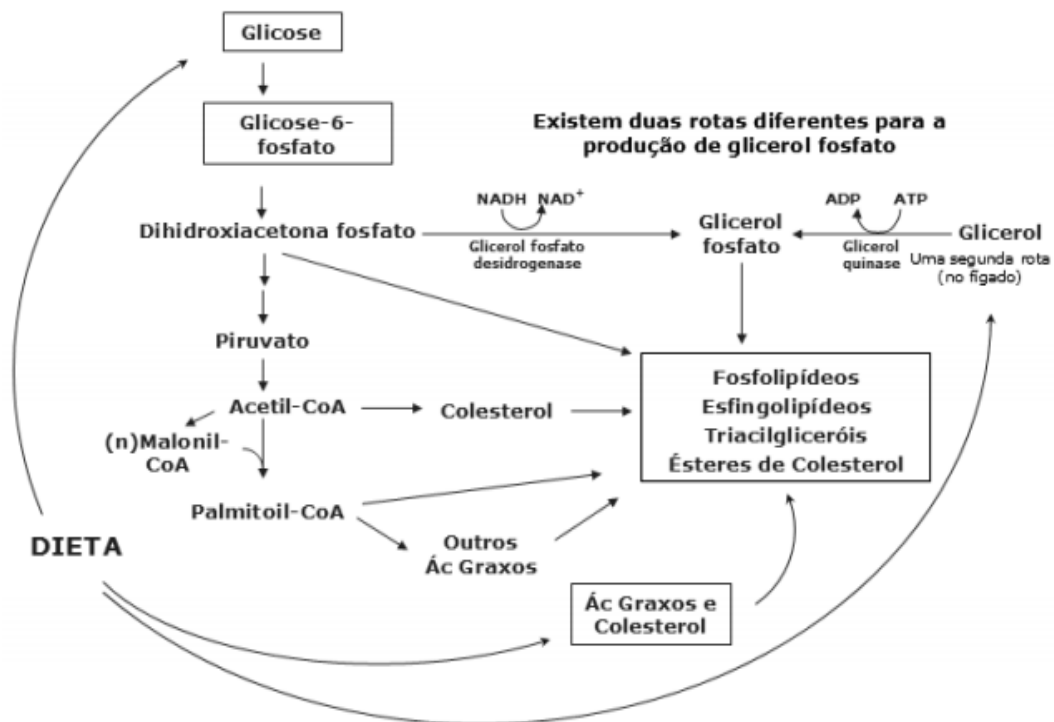 Glicose
Glicose-6-
fosfato
Existem duas rotas diferentes para a
produção de glicerol fosfato
NADH NAD+
ADP ATP
Dihidroxiacetona fosfato
Glicerol fosfato
desidrogenase
Glicerol
fosfato
Glicerol
quinase
Glicerol
Uma segunda rota
(no fígado)
Piruvato
Acetil-CoA
Colesterol
(n)Malonil-
CoA
Fosfolipídeos
Esfingolipídeos
Triacilgliceróis
Ésteres de Colesterol
Palmitoil-CoA
Outros
Ác Graxos
DIETA
Ác Graxos e
Colesterol